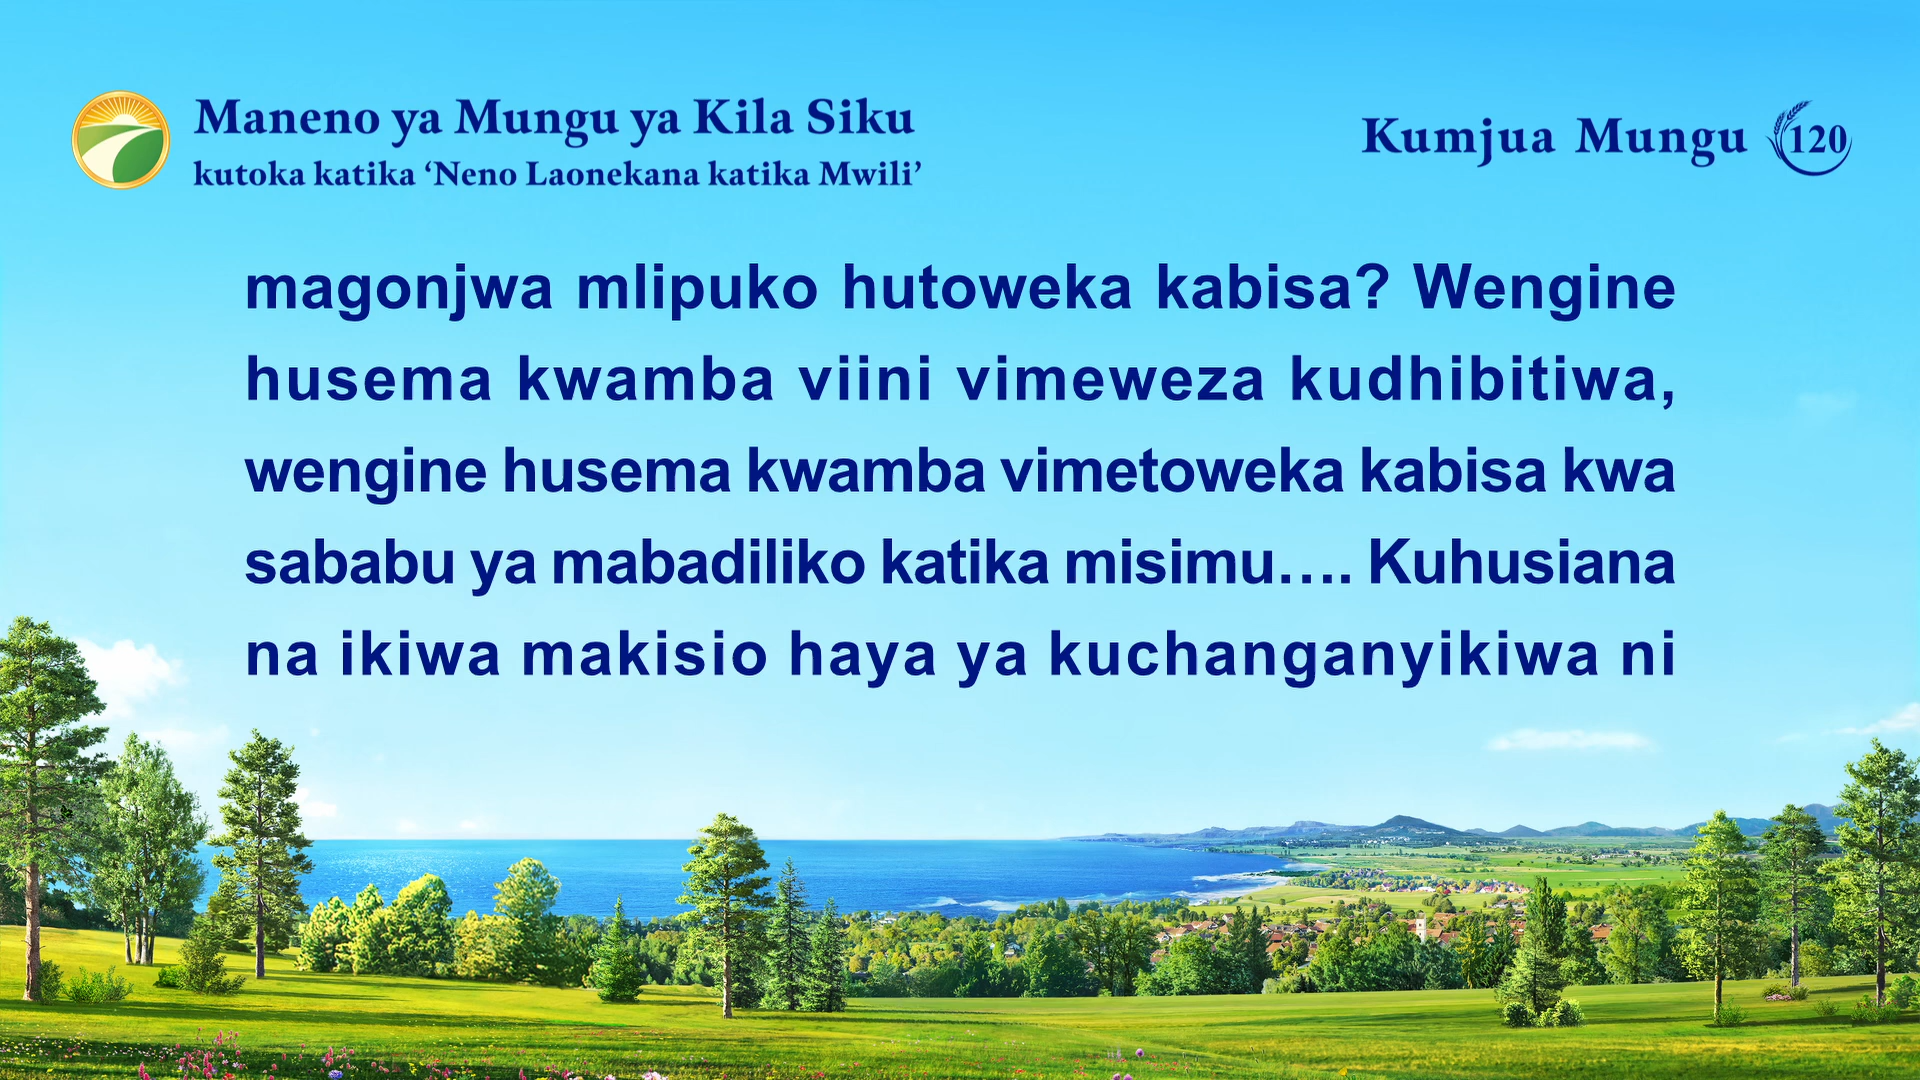 Maneno ya Mungu ya Kila Siku
kutoka katika ‘Neno Laonekana katika Mwili’
Kumjua Mungu 120
magonjwa mlipuko hutoweka kabisa? Wengine
husema kwamba viini vimeweza kudhibitiwa,
wengine husema kwamba vimetoweka kabisa kwa
sababu ya mabadiliko katika misimu…. Kuhusiana
na ikiwa makisio haya ya kuchanganyikiwa ni